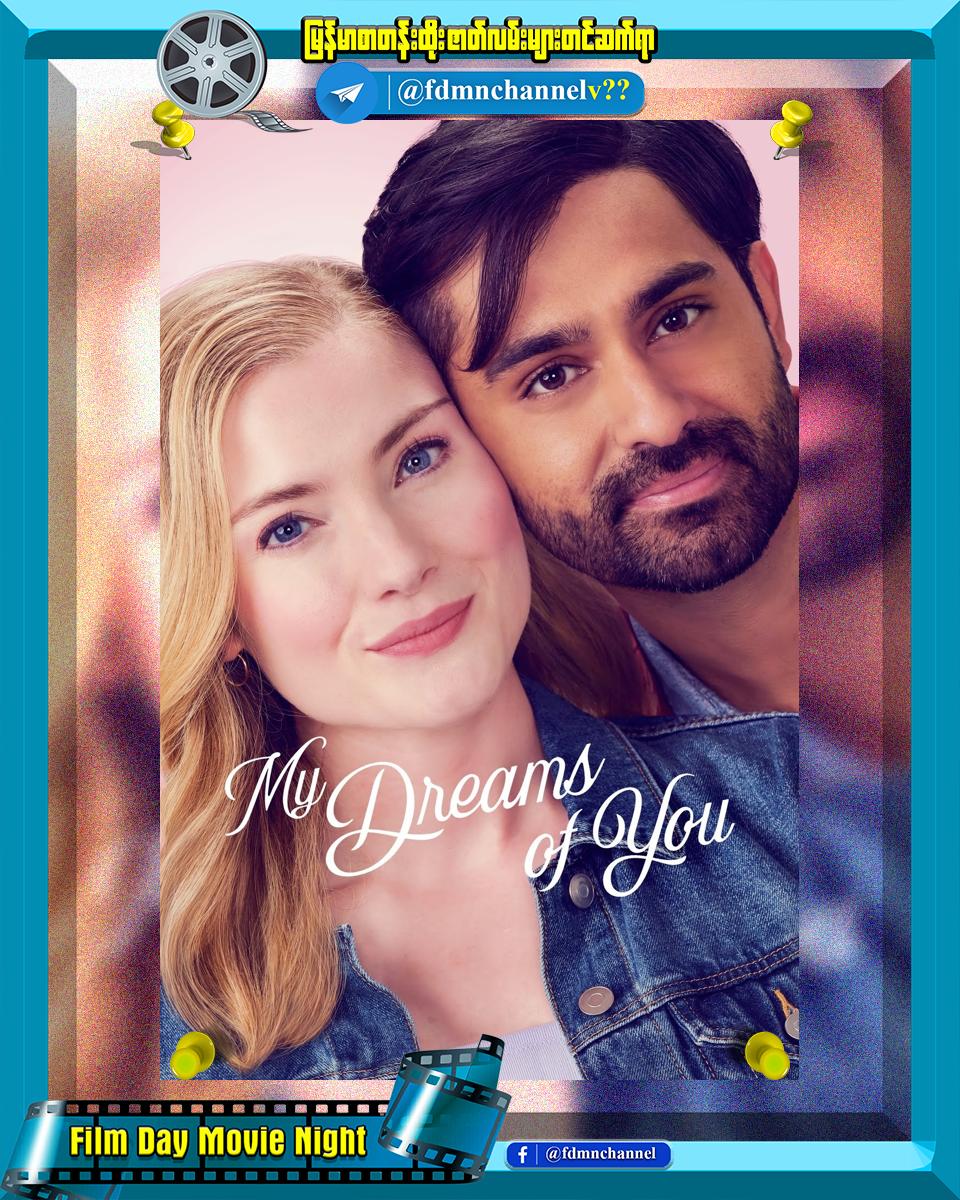 မြန်မာစာတန်းထိုးဇာတ်လမ်းများတင်ဆက်ရာ
@fdmnchannelv??
My Dreams
of You
Film Day Movie Night
@fdmnchannel